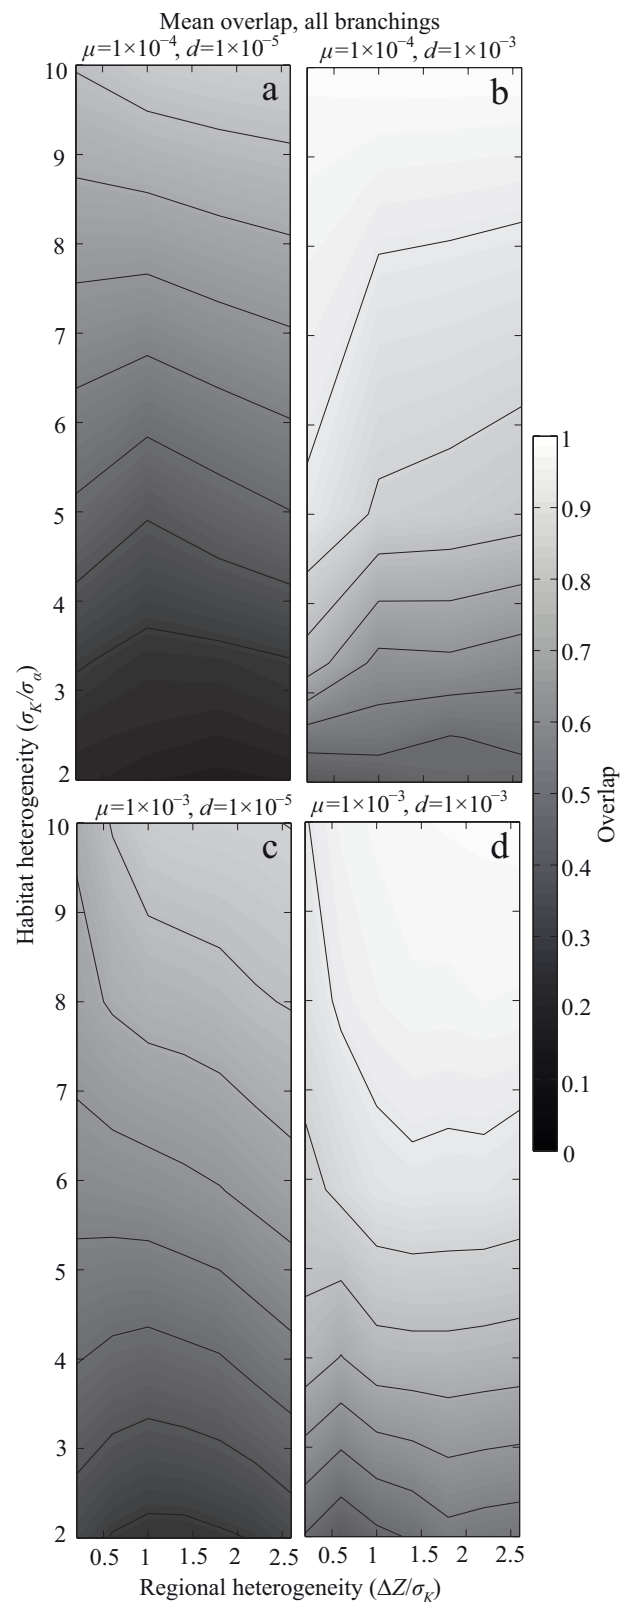 Mean overlap, all branchings
μ=1×10⁻⁴, d=1×10⁻⁵
μ=1×10⁻⁴, d=1×10⁻³
a
b
10
9
8
7
6
5
4
3
2
μ=1×10⁻³, d=1×10⁻⁵
μ=1×10⁻³, d=1×10⁻³
c
d
10
9
8
7
6
5
4
3
2
Habitat heterogeneity (σ_K/σ_α)
0.5 1 1.5 2 2.5
0.5 1 1.5 2 2.5
Regional heterogeneity (ΔZ/σ_K)
1
0.9
0.8
0.7
0.6
0.5
0.4
0.3
0.2
0.1
0
Overlap